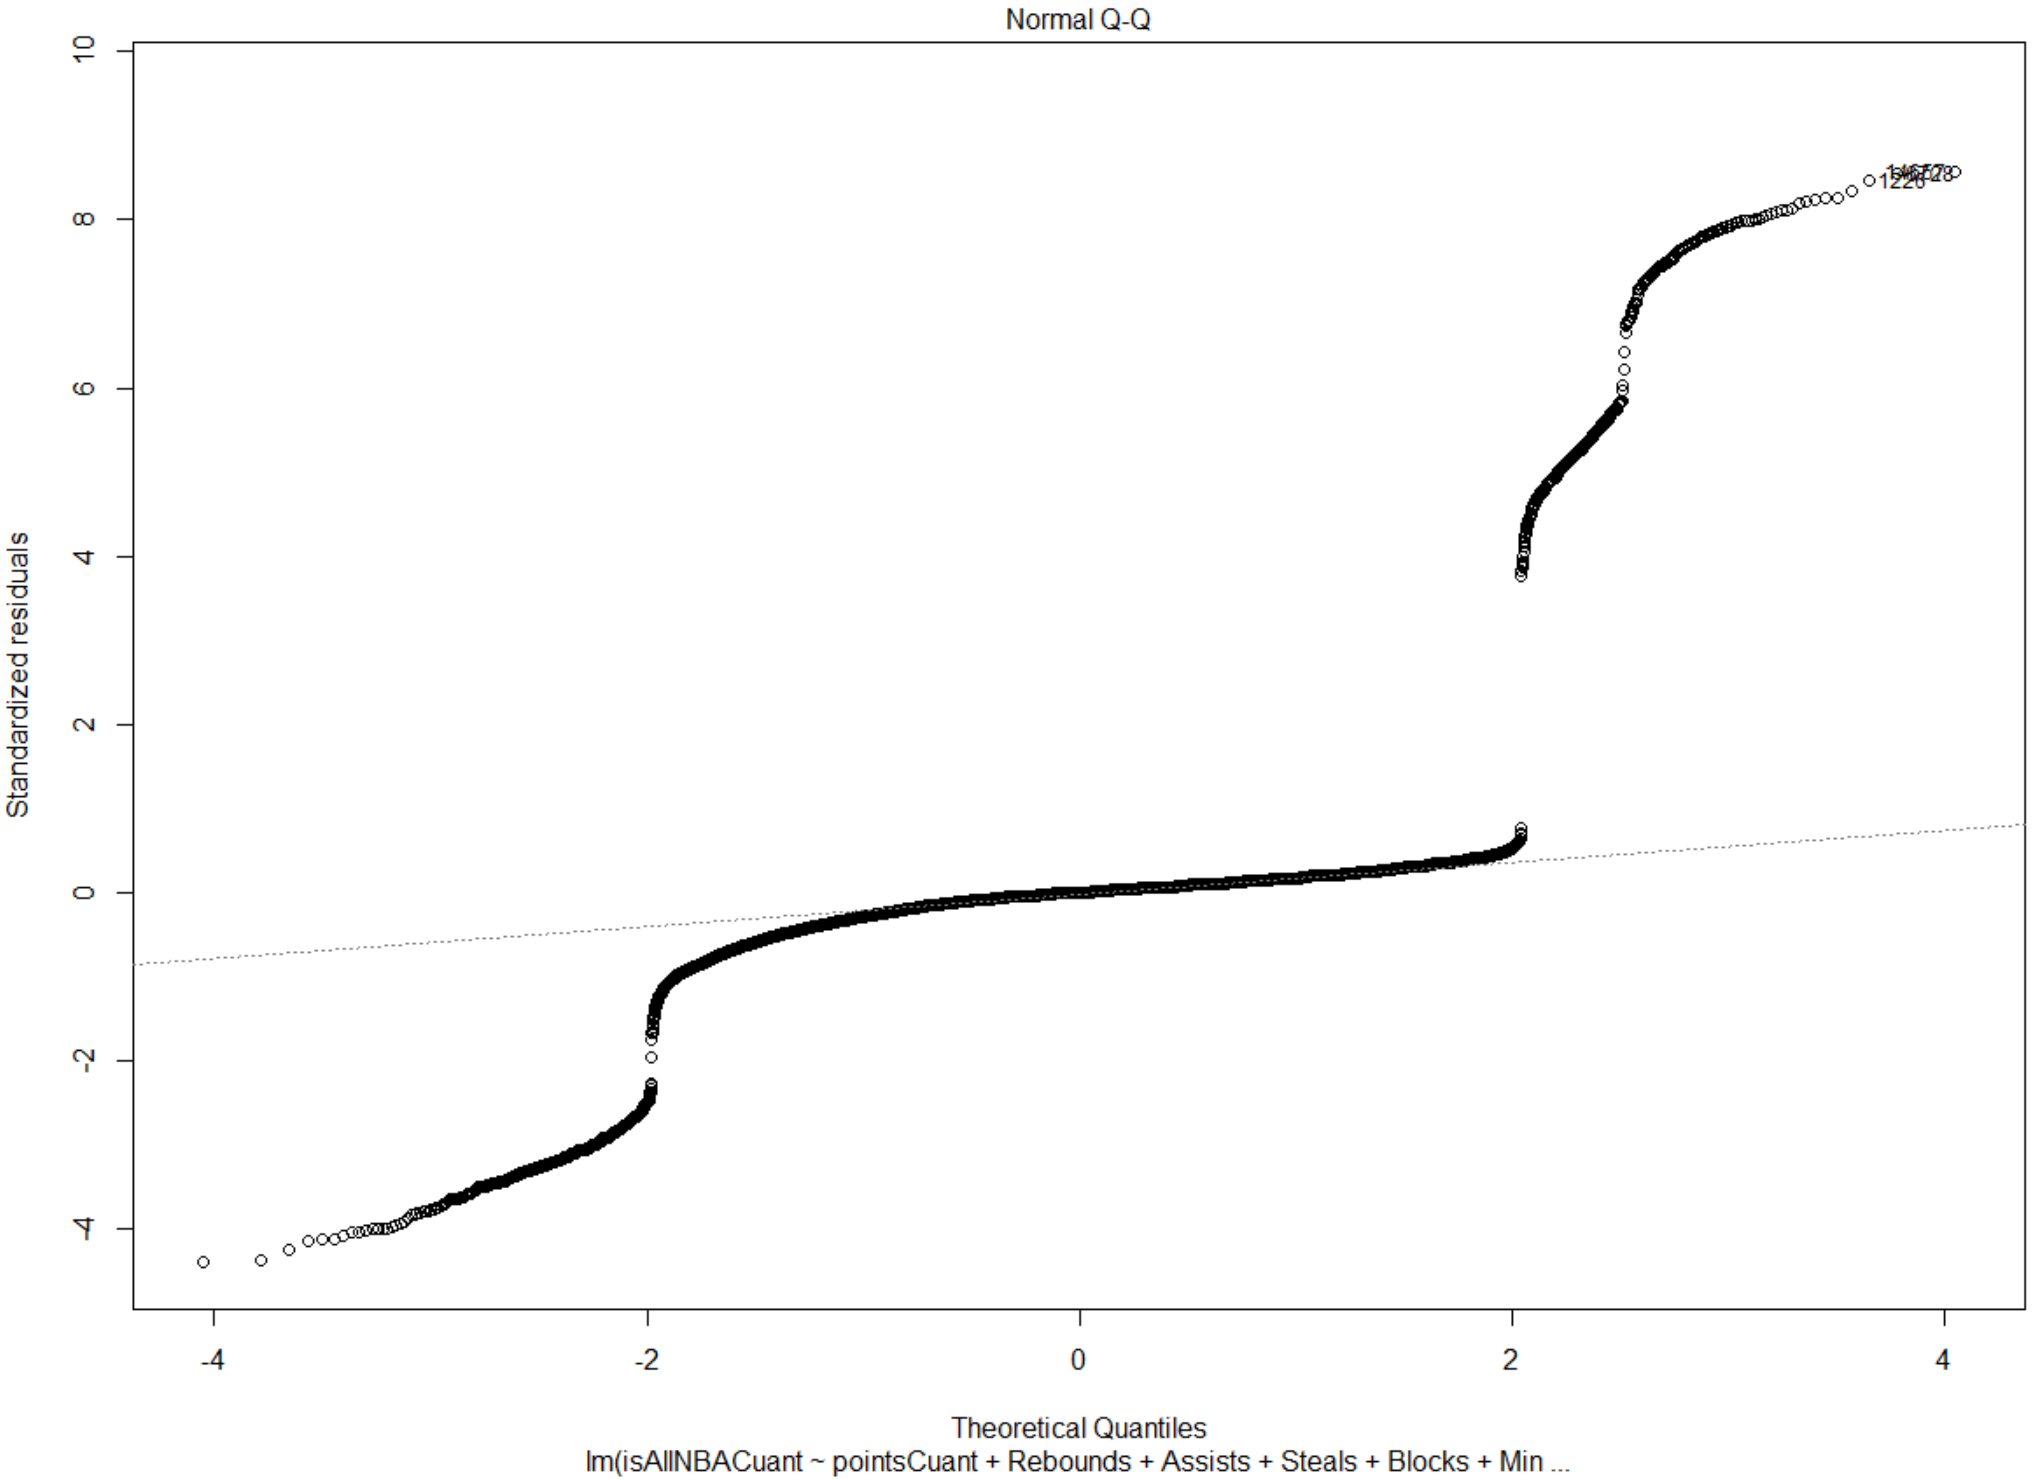 Normal Q-Q
10
8
6
4
2
0
-2
-4
Standardized residuals
1226
-4 -2 0 2 4
Theoretical Quantiles
lm(isAllNBACuant ~ pointsCuant + Rebounds + Assists + Steals + Blocks + Min ...